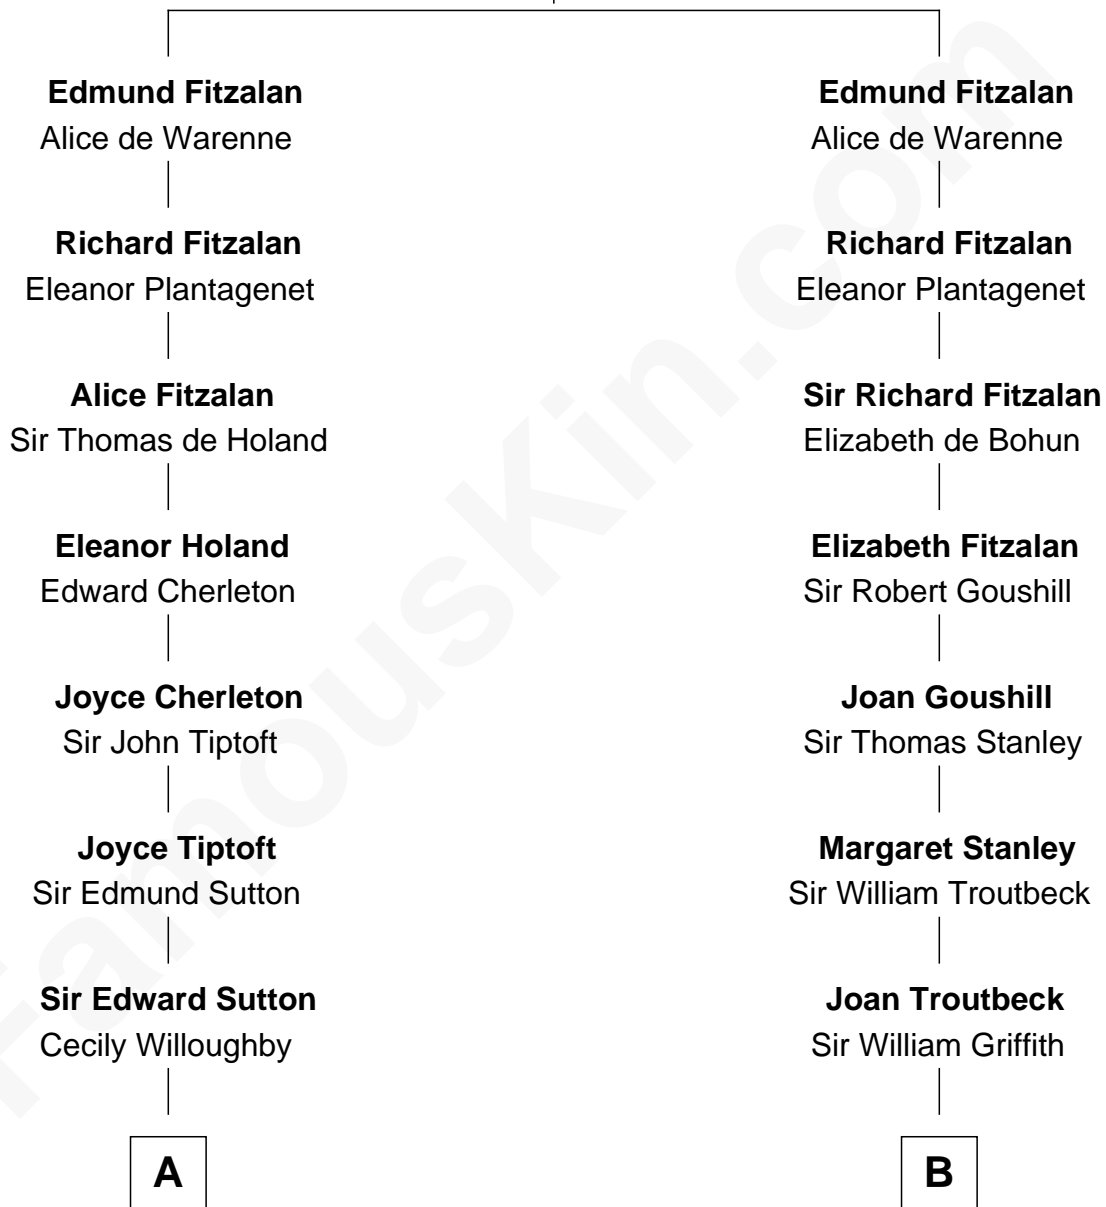 Edmund Fitzalan
Alice de Warenne
Richard Fitzalan
Eleanor Plantagenet
Alice Fitzalan
Sir Thomas de Holand
Eleanor Holand
Edward Cherleton
Joyce Cherleton
Sir John Tiptoft
Joyce Tiptoft
Sir Edmund Sutton
Sir Edward Sutton
Cecily Willoughby
A
Edmund Fitzalan
Alice de Warenne
Richard Fitzalan
Eleanor Plantagenet
Sir Richard Fitzalan
Elizabeth de Bohun
Elizabeth Fitzalan
Sir Robert Goushill
Joan Goushill
Sir Thomas Stanley
Margaret Stanley
Sir William Troutbeck
Joan Troutbeck
Sir William Griffith
B
FamousKin.com